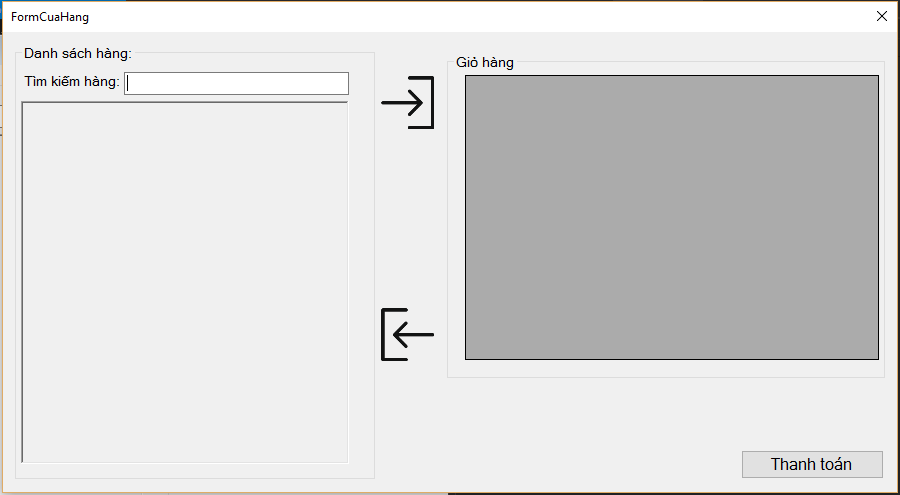 FormCuaHang
Danh sách hàng:
Tìm kiếm hàng:
Giỏ hàng
Thanh toán